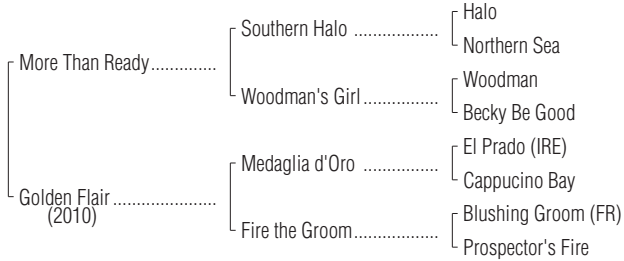 Halo
Southern Halo ..................
Northern Sea
More Than Ready..............
Woodman
Woodman's Girl................
Becky Be Good
El Prado (IRE)
Medaglia d'Oro ................
Cappucino Bay
Golden Flair......................
(2010)
Blushing Groom (FR)
Fire the Groom..................
Prospector's Fire